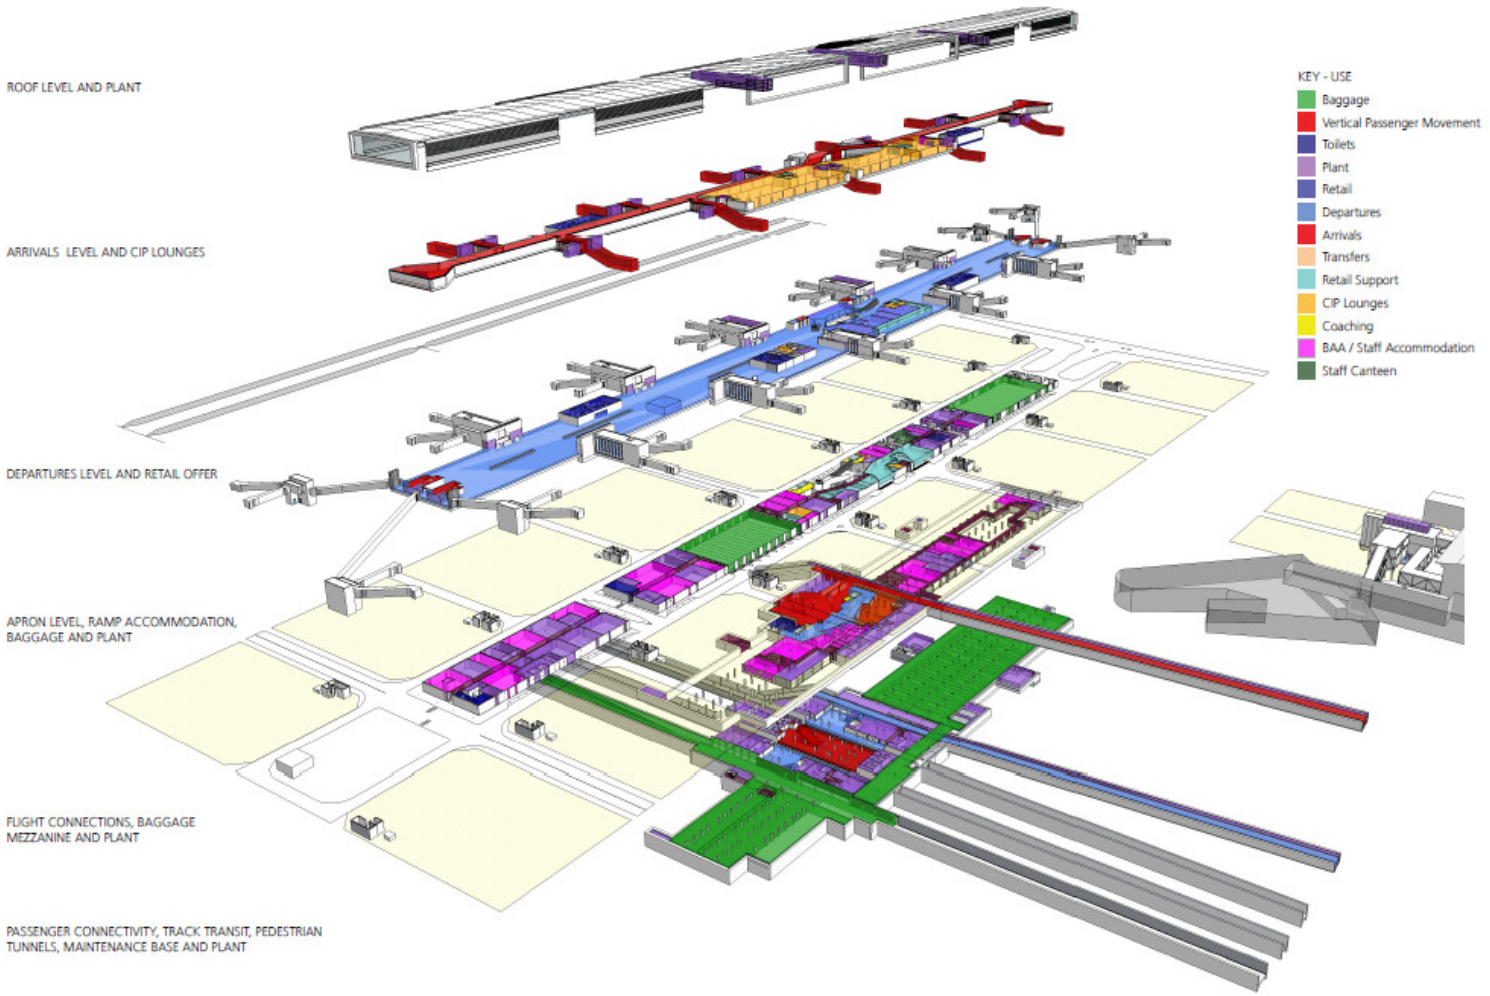 ROOF LEVEL AND PLANT
ARRIVALS LEVEL AND CIP LOUNGES
DEPARTURES LEVEL AND RETAIL OFFER
APRON LEVEL, RAMP ACCOMMODATION,
BAGGAGE AND PLANT
FLIGHT CONNECTIONS, BAGGAGE
MEZZANINE AND PLANT
PASSENGER CONNECTIVITY, TRACK TRANSIT, PEDESTRIAN
TUNNELS, MAINTENANCE BASE AND PLANT
KEY - USE
Baggage
Vertical Passenger Movement
Toilets
Plant
Retail
Departures
Arrivals
Transfers
Retail Support
CIP Lounges
Coaching
BAA / Staff Accommodation
Staff Canteen